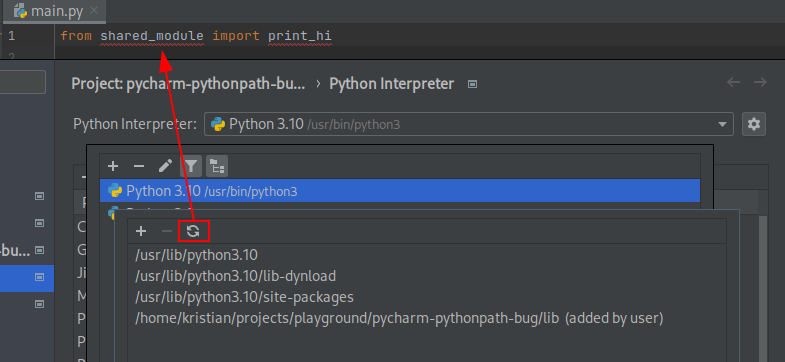 main.py
1 from shared_module import print_hi
2
Project: pycharm-pythonpath-bu... › Python Interpreter
Python Interpreter: Python 3.10 /usr/bin/python3
Python 3.10 /usr/bin/python3
bu...
/usr/lib/python3.10
/usr/lib/python3.10/lib-dynload
/usr/lib/python3.10/site-packages
/home/kristian/projects/playground/pycharm-pythonpath-bug/lib (added by user)